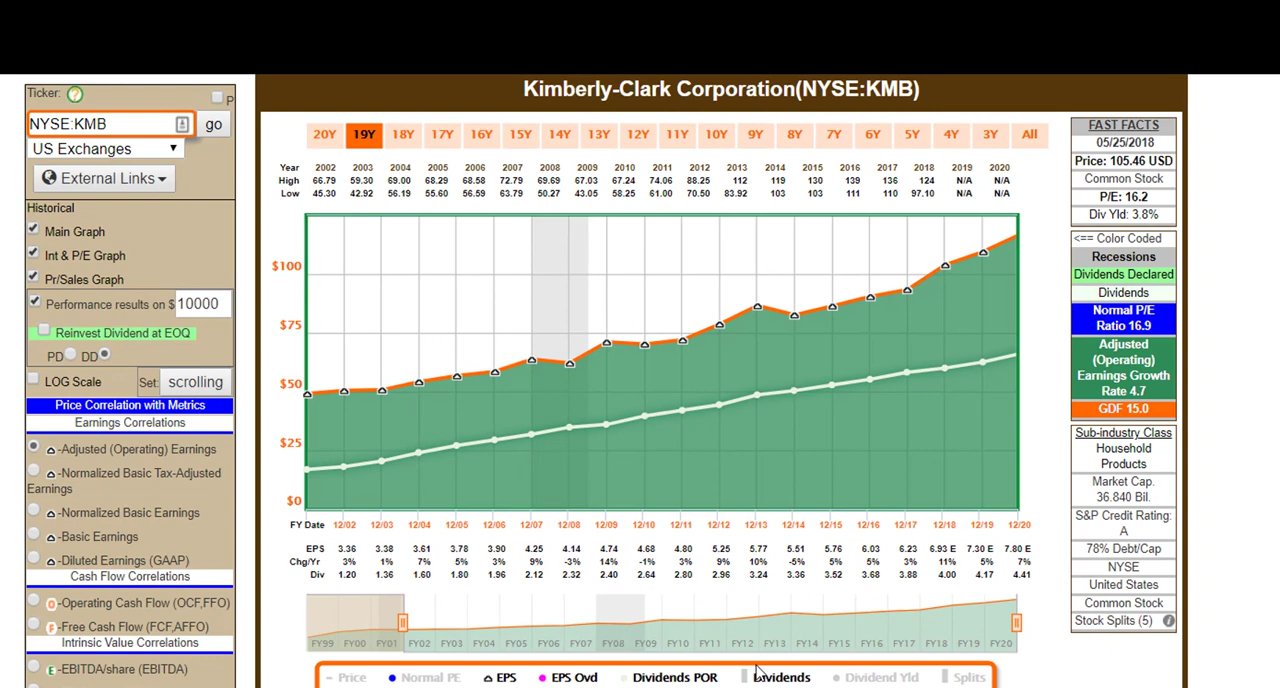 Kimberly-Clark Corporation(NYSE:KMB)
Ticker: ?
P
NYSE:KMB
go
US Exchanges
External Links
Historical
Main Graph
Int & P/E Graph
Pr/Sales Graph
Performance results on $ 10000
Reinvest Dividend at EOQ
PD DD
LOG Scale
Set: scrolling
Price Correlation with Metrics
Earnings Correlations
-Adjusted (Operating) Earnings
-Normalized Basic Tax-Adjusted
Earnings
-Normalized Basic Earnings
-Basic Earnings
-Diluted Earnings (GAAP)
Cash Flow Correlations
O -Operating Cash Flow (OCF,FFO)
F -Free Cash Flow (FCF,AFFO)
Intrinsic Value Correlations
E -EBITDA/share (EBITDA)
20Y 19Y 18Y 17Y 16Y 15Y 14Y 13Y 12Y 11Y 10Y 9Y 8Y 7Y 6Y 5Y 4Y 3Y All
Year 2002 2003 2004 2005 2006 2007 2008 2009 2010 2011 2012 2013 2014 2015 2016 2017 2018 2019 2020
High 66.79 59.30 69.00 68.29 68.58 72.79 69.69 67.03 67.24 74.06 88.25 112 119 130 139 136 124 N/A N/A
Low 45.30 42.92 56.19 55.60 56.59 63.79 50.27 43.05 58.25 61.00 70.50 83.92 103 103 111 110 97.10 N/A N/A
$100
$75
$50
$25
$0
FY Date 12/02 12/03 12/04 12/05 12/06 12/07 12/08 12/09 12/10 12/11 12/12 12/13 12/14 12/15 12/16 12/17 12/18 12/19 12/20
EPS 3.36 3.38 3.61 3.78 3.90 4.25 4.14 4.74 4.68 4.80 5.25 5.77 5.51 5.76 6.03 6.23 6.93 E 7.30 E 7.80 E
Chg/Yr 3% 1% 7% 5% 3% 9% -3% 14% -1% 3% 9% 10% -5% 5% 5% 3% 11% 5% 7%
Div 1.20 1.36 1.60 1.80 1.96 2.12 2.32 2.40 2.64 2.80 2.96 3.24 3.36 3.52 3.68 3.88 4.00 4.17 4.41
FY99 FY00 FY01 FY02 FY03 FY04 FY05 FY06 FY07 FY08 FY09 FY10 FY11 FY12 FY13 FY14 FY15 FY16 FY17 FY18 FY19 FY20
Price Normal PE EPS EPS Ovd Dividends POR Dividends Dividend Yld Splits
FAST FACTS
05/25/2018
Price: 105.46 USD
Common Stock
P/E: 16.2
Div Yld: 3.8%
<== Color Coded
Recessions
Dividends Declared
Dividends
Normal P/E
Ratio 16.9
Adjusted
(Operating)
Earnings Growth
Rate 4.7
GDF 15.0
Sub-industry Class
Household
Products
Market Cap.
36.840 Bil.
S&P Credit Rating:
A
78% Debt/Cap
NYSE
United States
Common Stock
Stock Splits (5) i